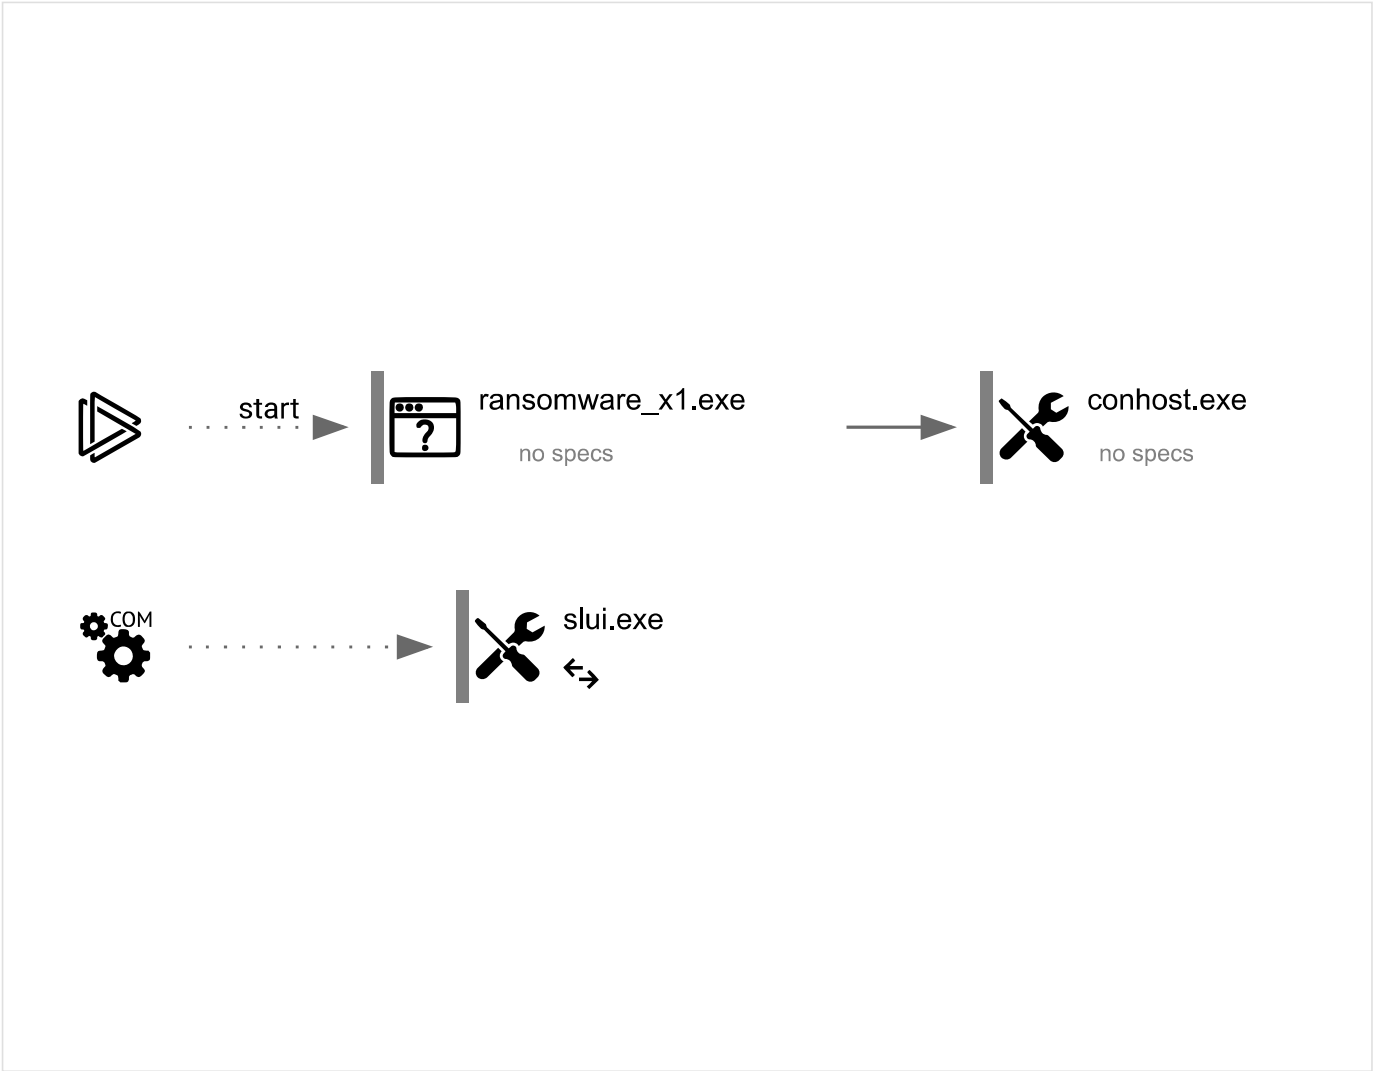 start
ransomware_x1.exe
no specs
conhost.exe
no specs
COM
slui.exe